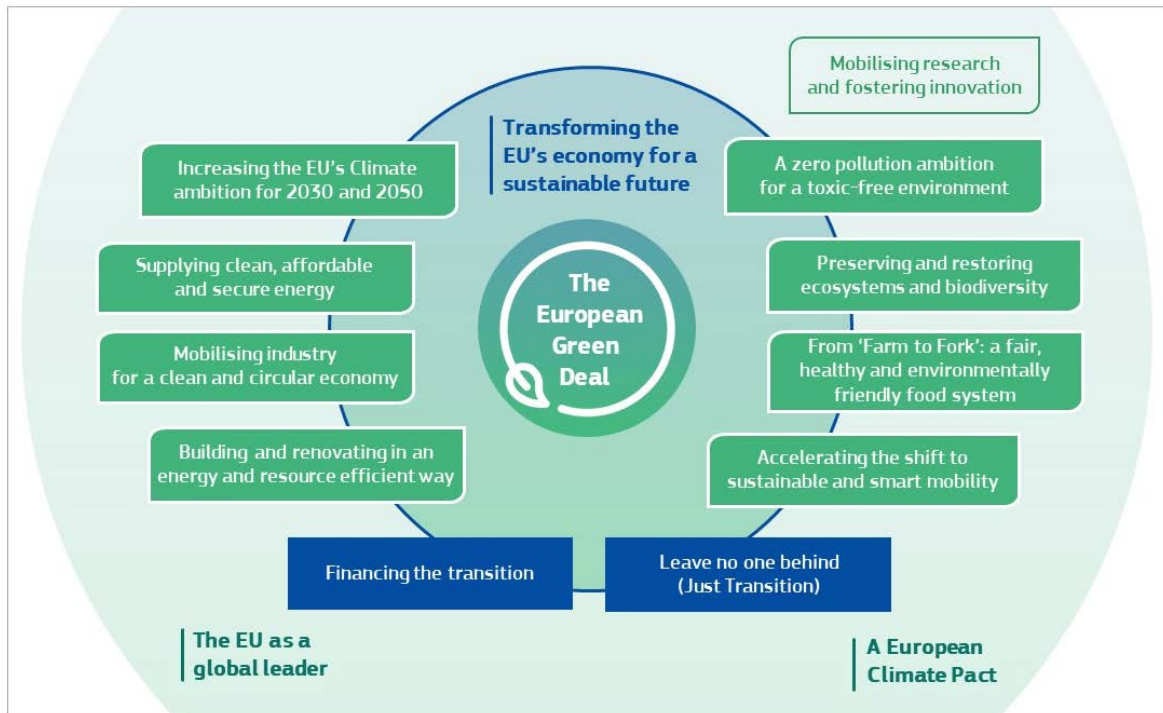 Mobilising research
and fostering innovation
Transforming the
EU's economy for a
sustainable future
Increasing the EU's Climate
ambition for 2030 and 2050
A zero pollution ambition
for a toxic-free environment
Supplying clean, affordable
and secure energy
Preserving and restoring
ecosystems and biodiversity
The
European
Green
Deal
Mobilising industry
for a clean and circular economy
From ‘Farm to Fork’: a fair,
healthy and environmentally
friendly food system
Building and renovating in an
energy and resource efficient way
Accelerating the shift to
sustainable and smart mobility
Financing the transition
Leave no one behind
(Just Transition)
The EU as a
global leader
A European
Climate Pact